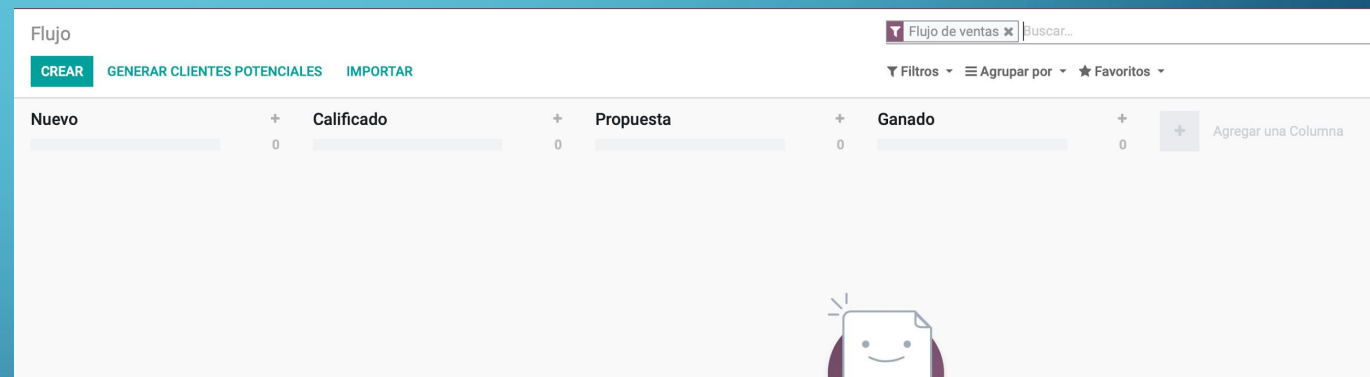 Flujo
Flujo de ventas
Buscar...
CREAR GENERAR CLIENTES POTENCIALES IMPORTAR
Filtros Agrupar por Favoritos
Nuevo + Calificado + Propuesta + Ganado + + Agregar una Columna
0 0 0 0